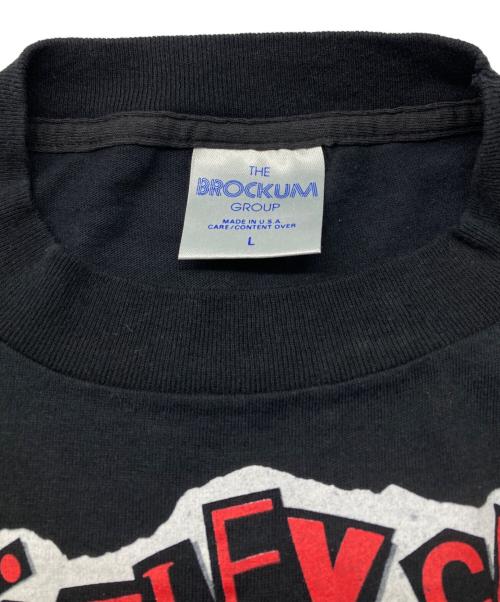 THE
BROCKUM
GROUP
MADE IN U.S.A.
CARE/CONTENT OVER
L